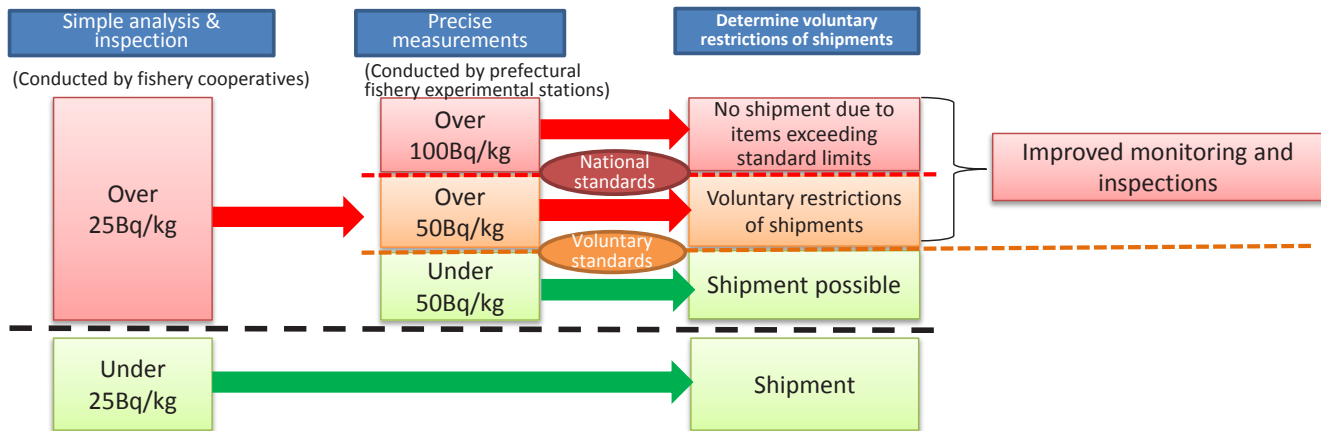 Simple analysis &
inspection
Precise
measurements
Determine voluntary
restrictions of shipments
(Conducted by fishery cooperatives)
(Conducted by prefectural
fishery experimental stations)
Over
25Bq/kg
Over
100Bq/kg
National
standards
No shipment due to
items exceeding
standard limits
Improved monitoring and
inspections
Over
50Bq/kg
Voluntary
standards
Voluntary restrictions
of shipments
Under
50Bq/kg
Shipment possible
Under
25Bq/kg
Shipment